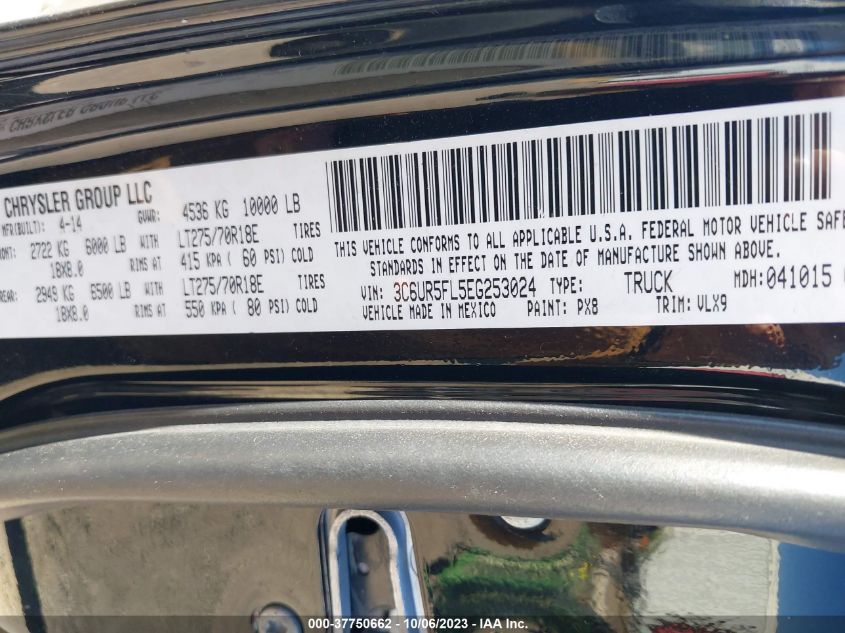 CHRYSLER GROUP LLC
MFR(BUILT): 4-14 GVWR: 4536 KG 10000 LB
RONT: 2722 KG 6000 LB WITH LT275/70R18E TIRES
18X8.0 RIMS AT 415 KPA ( 60 PSI) COLD
REAR: 2949 KG 6500 LB WITH LT275/70R18E TIRES
18X8.0 RIMS AT 550 KPA ( 80 PSI) COLD
THIS VEHICLE CONFORMS TO ALL APPLICABLE U.S.A. FEDERAL MOTOR VEHICLE SAFE
STANDARDS IN EFFECT ON THE DATE OF MANUFACTURE SHOWN ABOVE.
VIN: 3C6UR5FL5EG253024 TYPE: TRUCK MDH:041015
VEHICLE MADE IN MEXICO PAINT: PX8 TRIM: VLX9
000-37750662 - 10/06/2023 - IAA Inc.